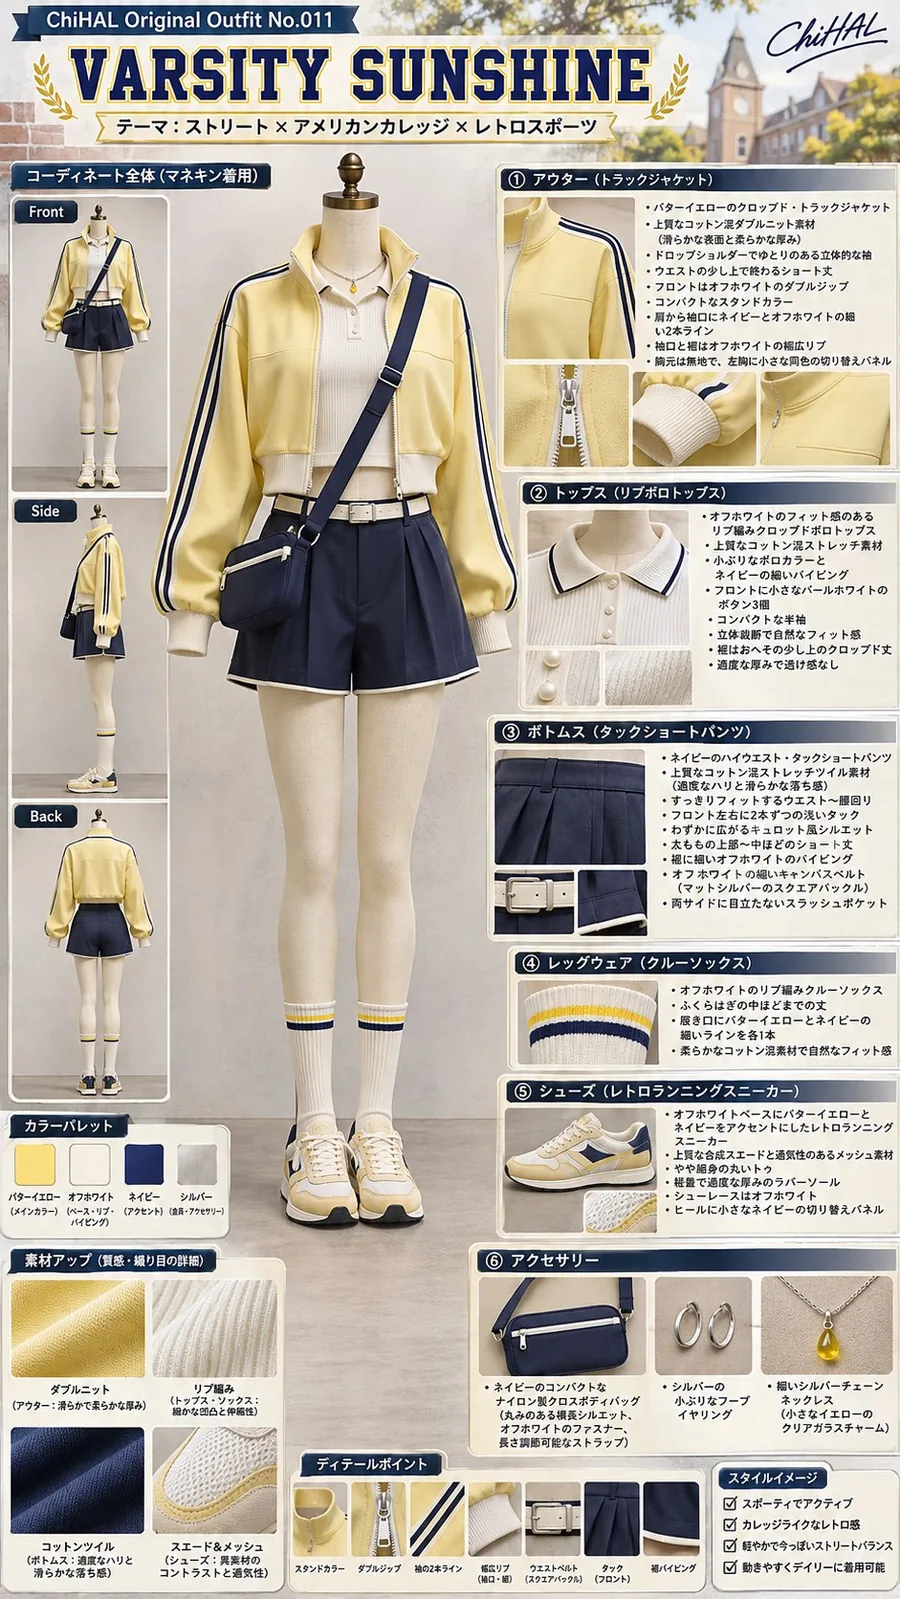 ChiHAL Original Outfit No.011
ChiHAL
VARSITY SUNSHINE
テーマ：ストリート × アメリカンカレッジ × レトロスポーツ
コーディネート全体（マネキン着用）
Front
Side
Back
① アウター（トラックジャケット）
・バターイエローのクロップド・トラックジャケット
・上質なコットン混ダブルニット素材
（滑らかな表面と柔らかな厚み）
・ドロップショルダーでゆとりのある立体的な袖
・ウエストの少し上で終わるショート丈
・フロントはオフホワイトのダブルジップ
・コンパクトなスタンドカラー
・肩から袖口にネイビーとオフホワイトの細
い2本ライン
・袖口と裾はオフホワイトの幅広リブ
・胸元は無地で、左胸に小さな同色の切り替えパネル
② トップス（リブポロトップス）
・オフホワイトのフィット感のある
リブ編みクロップドポロトップス
・上質なコットン混ストレッチ素材
・小ぶりなポロカラーと
ネイビーの細いパイピング
・フロントに小さなパールホワイトの
ボタン3個
・コンパクトな半袖
・立体裁断で自然なフィット感
・裾はおへその少し上のクロップド丈
・適度な厚みで透け感なし
③ ボトムス（タックショートパンツ）
・ネイビーのハイウエスト・タックショートパンツ
・上質なコットン混ストレッチツイル素材
（適度なハリと滑らかな落ち感）
・すっきりフィットするウエスト〜腰回り
・フロント左右に2本ずつの浅いタック
・わずかに広がるキュロット風シルエット
・太ももの上部〜中ほどのショート丈
・裾に細いオフホワイトのパイピング
・オフホワイトの細いキャンバスベルト
（マットシルバーのスクエアバックル）
・両サイドに目立たないスラッシュポケット
④ レッグウェア（クルーソックス）
・オフホワイトのリブ編みクルーソックス
・ふくらはぎの中ほどまでの丈
・履き口にバターイエローとネイビーの
細いラインを各1本
・柔らかなコットン混素材で自然なフィット感
⑤ シューズ（レトロランニングスニーカー）
・オフホワイトベースにバターイエローと
ネイビーをアクセントにしたレトロランニング
スニーカー
・上質な合成スエードと通気性のあるメッシュ素材
・やや細身の丸いトゥ
・軽量で適度な厚みのラバーソール
・シューレースはオフホワイト
・ヒールに小さなネイビーの切り替えパネル
カラーパレット
バターイエロー
（メインカラー）
オフホワイト
（ベース・リブ・
パイピング）
ネイビー
（アクセント）
シルバー
（金具・アクセサリー）
素材アップ（質感・織り目の詳細）
ダブルニット
（アウター：滑らかで柔らかな厚み）
リブ編み
（トップス・ソックス：
細かな凹凸と伸縮性）
コットンツイル
（ボトムス：適度なハリと
滑らかな落ち感）
スエード＆メッシュ
（シューズ：異素材の
コントラストと通気性）
⑥ アクセサリー
・ネイビーのコンパクトな
ナイロン製クロスボディバッグ
（丸みのある横長シルエット、
オフホワイトのファスナー、
長さ調節可能なストラップ）
・シルバーの
小ぶりなフープ
イヤリング
・細いシルバーチェーン
ネックレス
（小さなイエローの
クリアガラスチャーム）
ディテールポイント
スタンドカラー
ダブルジップ
袖の2本ライン
幅広リブ
（袖口・裾）
ウエストベルト
（スクエアバックル）
タック
（フロント）
裾パイピング
スタイルイメージ
スポーティでアクティブ
カレッジライクなレトロ感
軽やかで今っぽいストリートバランス
動きやすくデイリーに着用可能